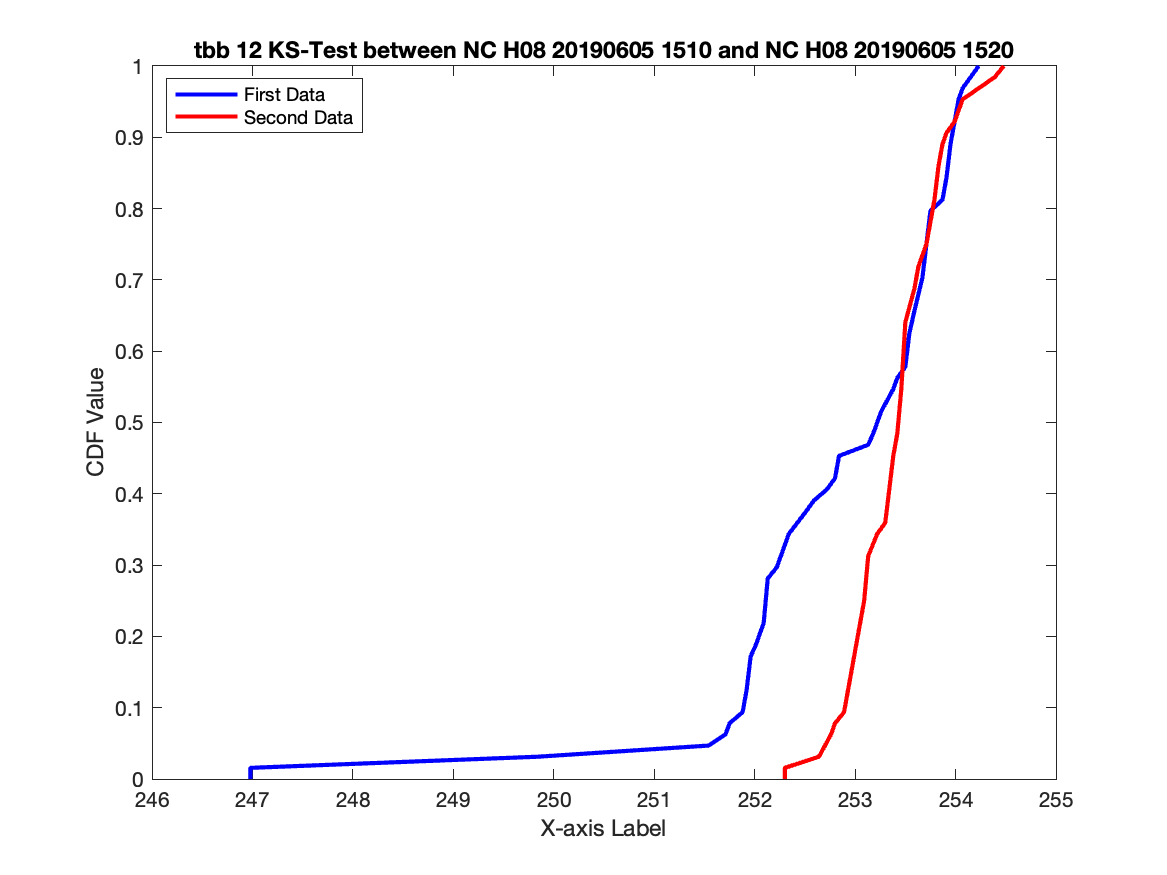 tbb 12 KS-Test between NC H08 20190605 1510 and NC H08 20190605 1520
First Data
Second Data
1
0.9
0.8
0.7
0.6
0.5
0.4
0.3
0.2
0.1
0
CDF Value
246 247 248 249 250 251 252 253 254 255
X-axis Label